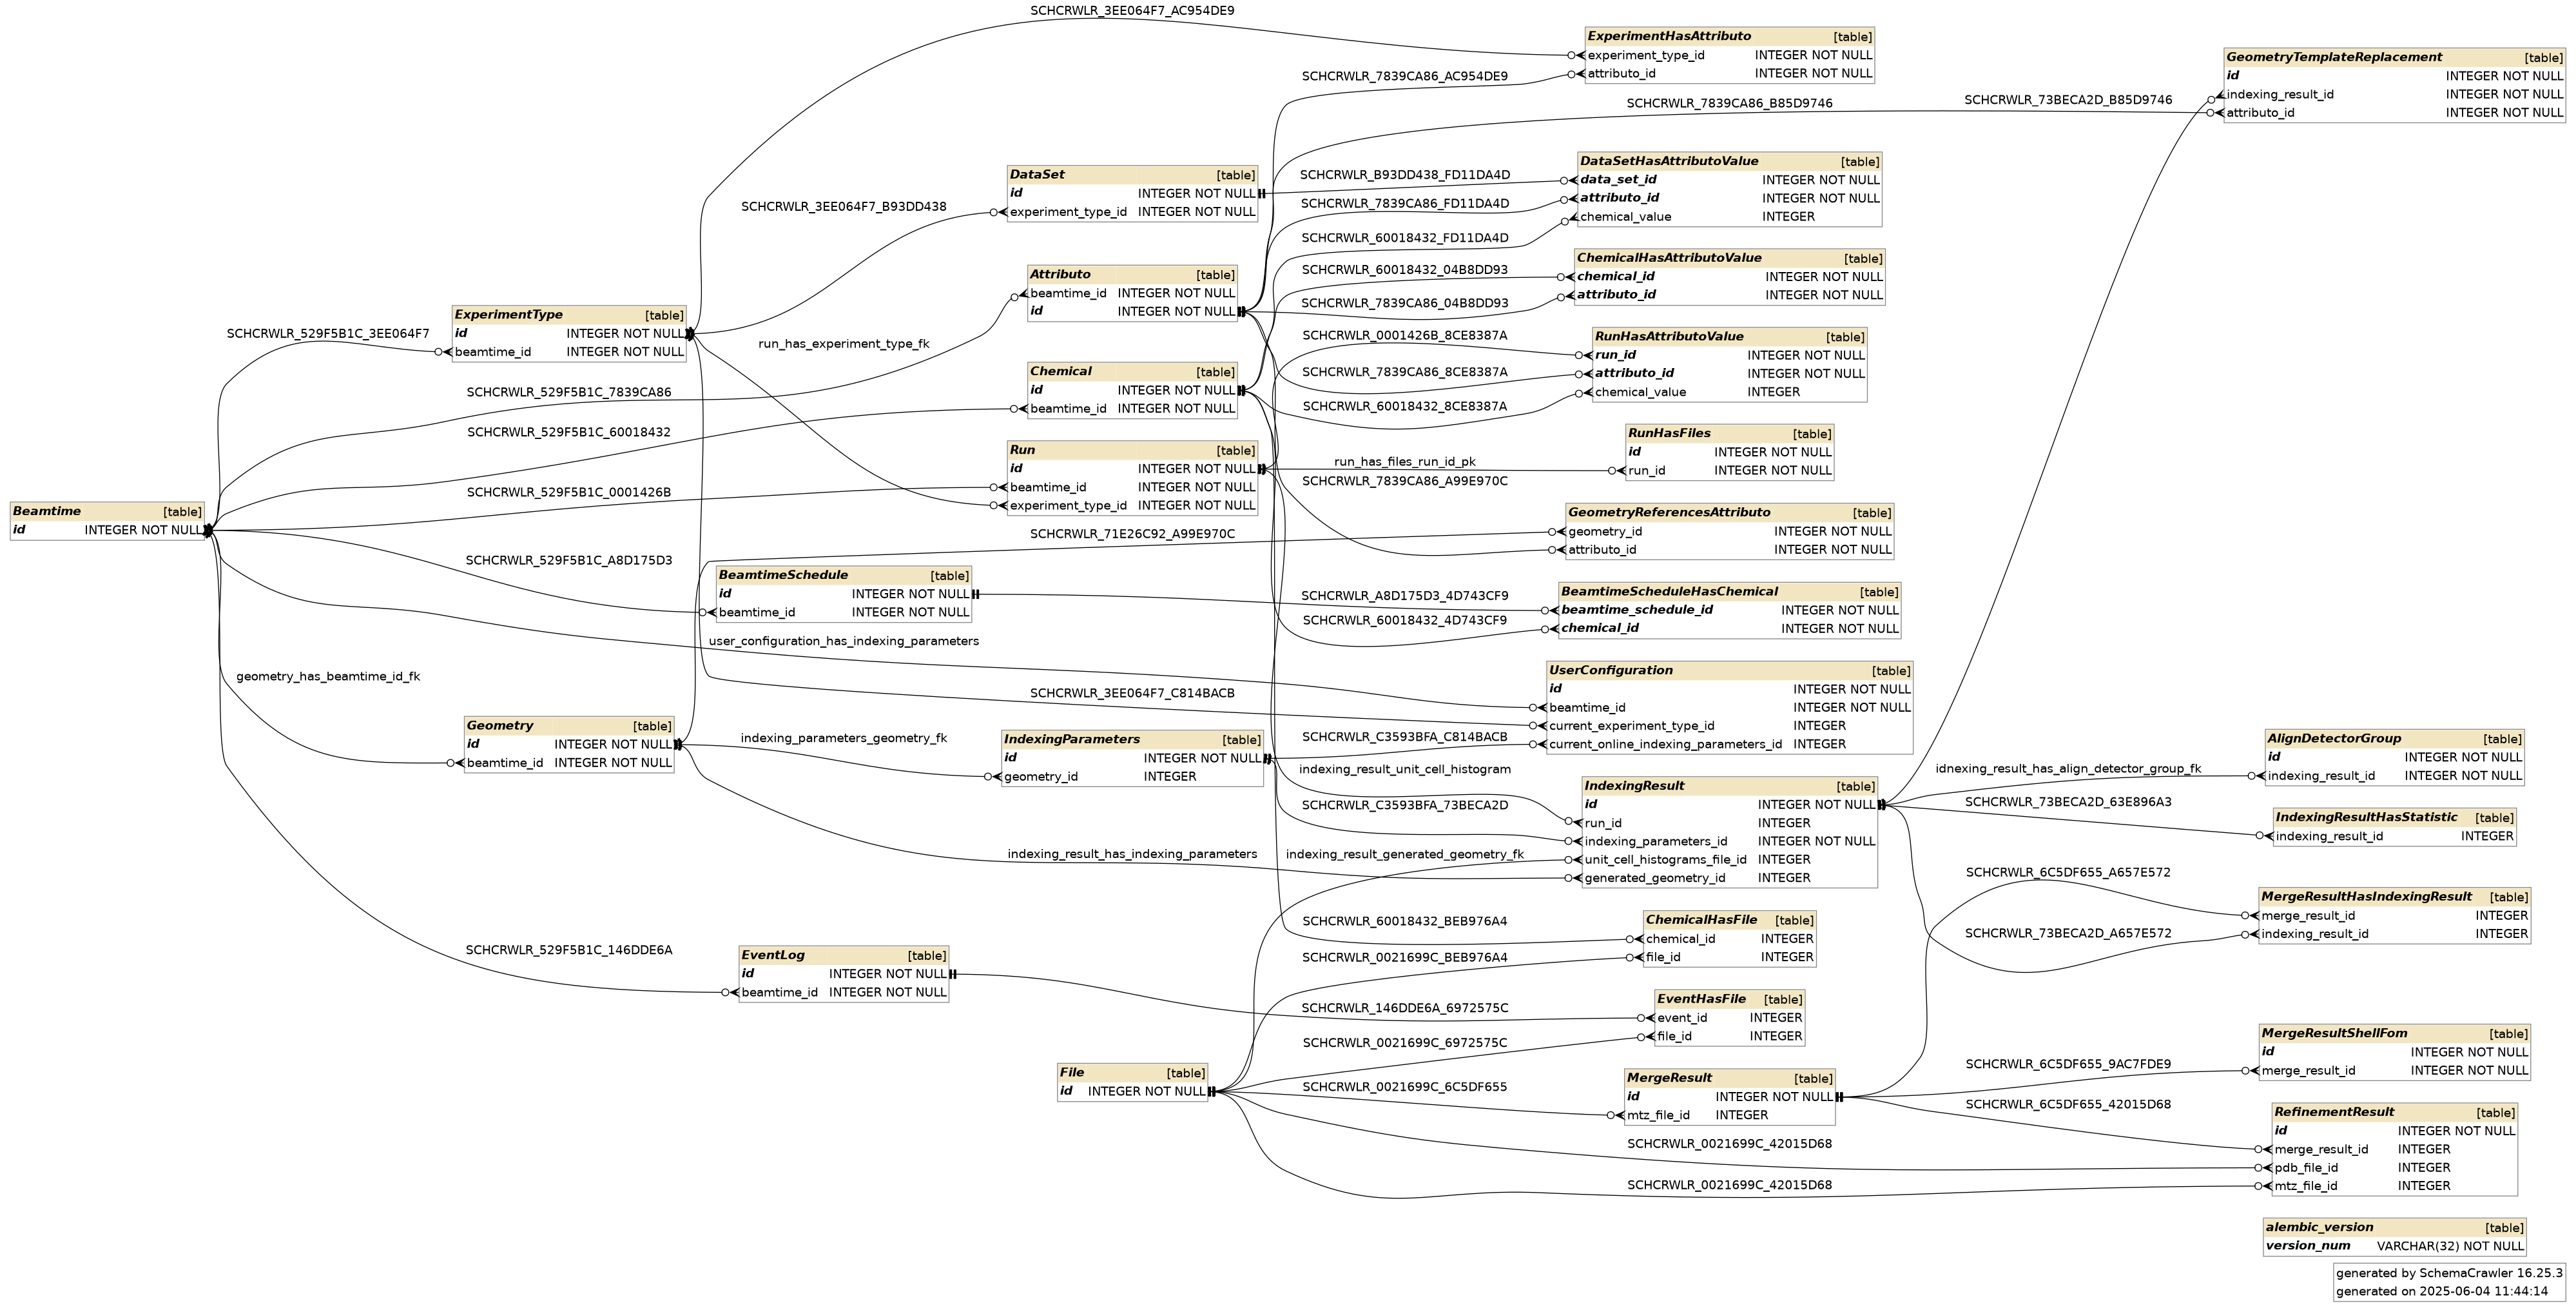 SCHCRWLR_3EE064F7_AC954DE9
ExperimentHasAttributo [table]
experiment_type_id INTEGER NOT NULL
attributo_id INTEGER NOT NULL
SCHCRWLR_7839CA86_AC954DE9
GeometryTemplateReplacement [table]
id INTEGER NOT NULL
indexing_result_id INTEGER NOT NULL
attributo_id INTEGER NOT NULL
SCHCRWLR_7839CA86_B85D9746
SCHCRWLR_73BECA2D_B85D9746
DataSet [table]
id INTEGER NOT NULL
experiment_type_id INTEGER NOT NULL
SCHCRWLR_3EE064F7_B93DD438
DataSetHasAttributoValue [table]
data_set_id INTEGER NOT NULL
attributo_id INTEGER NOT NULL
chemical_value INTEGER
SCHCRWLR_B93DD438_FD11DA4D
SCHCRWLR_7839CA86_FD11DA4D
SCHCRWLR_60018432_FD11DA4D
Attributo [table]
beamtime_id INTEGER NOT NULL
id INTEGER NOT NULL
ChemicalHasAttributoValue [table]
chemical_id INTEGER NOT NULL
attributo_id INTEGER NOT NULL
SCHCRWLR_60018432_04B8DD93
SCHCRWLR_7839CA86_04B8DD93
ExperimentType [table]
id INTEGER NOT NULL
beamtime_id INTEGER NOT NULL
SCHCRWLR_529F5B1C_3EE064F7
run_has_experiment_type_fk
RunHasAttributoValue [table]
run_id INTEGER NOT NULL
attributo_id INTEGER NOT NULL
chemical_value INTEGER
SCHCRWLR_0001426B_8CE8387A
SCHCRWLR_7839CA86_8CE8387A
SCHCRWLR_60018432_8CE8387A
Chemical [table]
id INTEGER NOT NULL
beamtime_id INTEGER NOT NULL
SCHCRWLR_529F5B1C_7839CA86
SCHCRWLR_529F5B1C_60018432
RunHasFiles [table]
id INTEGER NOT NULL
run_id INTEGER NOT NULL
run_has_files_run_id_pk
SCHCRWLR_7839CA86_A99E970C
Run [table]
id INTEGER NOT NULL
beamtime_id INTEGER NOT NULL
experiment_type_id INTEGER NOT NULL
SCHCRWLR_529F5B1C_0001426B
Beamtime [table]
id INTEGER NOT NULL
GeometryReferencesAttributo [table]
geometry_id INTEGER NOT NULL
attributo_id INTEGER NOT NULL
SCHCRWLR_71E26C92_A99E970C
SCHCRWLR_529F5B1C_A8D175D3
BeamtimeSchedule [table]
id INTEGER NOT NULL
beamtime_id INTEGER NOT NULL
BeamtimeScheduleHasChemical [table]
beamtime_schedule_id INTEGER NOT NULL
chemical_id INTEGER NOT NULL
SCHCRWLR_A8D175D3_4D743CF9
SCHCRWLR_60018432_4D743CF9
user_configuration_has_indexing_parameters
geometry_has_beamtime_id_fk
UserConfiguration [table]
id INTEGER NOT NULL
beamtime_id INTEGER NOT NULL
current_experiment_type_id INTEGER
current_online_indexing_parameters_id INTEGER
SCHCRWLR_3EE064F7_C814BACB
SCHCRWLR_C3593BFA_C814BACB
Geometry [table]
id INTEGER NOT NULL
beamtime_id INTEGER NOT NULL
indexing_parameters_geometry_fk
IndexingParameters [table]
id INTEGER NOT NULL
geometry_id INTEGER
indexing_result_unit_cell_histogram
SCHCRWLR_C3593BFA_73BECA2D
indexing_result_has_indexing_parameters
indexing_result_generated_geometry_fk
IndexingResult [table]
id INTEGER NOT NULL
run_id INTEGER
indexing_parameters_id INTEGER NOT NULL
unit_cell_histograms_file_id INTEGER
generated_geometry_id INTEGER
AlignDetectorGroup [table]
id INTEGER NOT NULL
indexing_result_id INTEGER NOT NULL
idnexing_result_has_align_detector_group_fk
SCHCRWLR_73BECA2D_63E896A3
IndexingResultHasStatistic [table]
indexing_result_id INTEGER
SCHCRWLR_6C5DF655_A657E572
MergeResultHasIndexingResult [table]
merge_result_id INTEGER
indexing_result_id INTEGER
SCHCRWLR_73BECA2D_A657E572
ChemicalHasFile [table]
chemical_id INTEGER
file_id INTEGER
SCHCRWLR_60018432_BEB976A4
SCHCRWLR_0021699C_BEB976A4
SCHCRWLR_529F5B1C_146DDE6A
EventLog [table]
id INTEGER NOT NULL
beamtime_id INTEGER NOT NULL
EventHasFile [table]
event_id INTEGER
file_id INTEGER
SCHCRWLR_146DDE6A_6972575C
SCHCRWLR_0021699C_6972575C
File [table]
id INTEGER NOT NULL
SCHCRWLR_0021699C_6C5DF655
MergeResult [table]
id INTEGER NOT NULL
mtz_file_id INTEGER
MergeResultShellFom [table]
id INTEGER NOT NULL
merge_result_id INTEGER NOT NULL
SCHCRWLR_6C5DF655_9AC7FDE9
SCHCRWLR_6C5DF655_42015D68
RefinementResult [table]
id INTEGER NOT NULL
merge_result_id INTEGER
pdb_file_id INTEGER
mtz_file_id INTEGER
SCHCRWLR_0021699C_42015D68
SCHCRWLR_0021699C_42015D68
alembic_version [table]
version_num VARCHAR(32) NOT NULL
generated by SchemaCrawler 16.25.3
generated on 2025-06-04 11:44:14